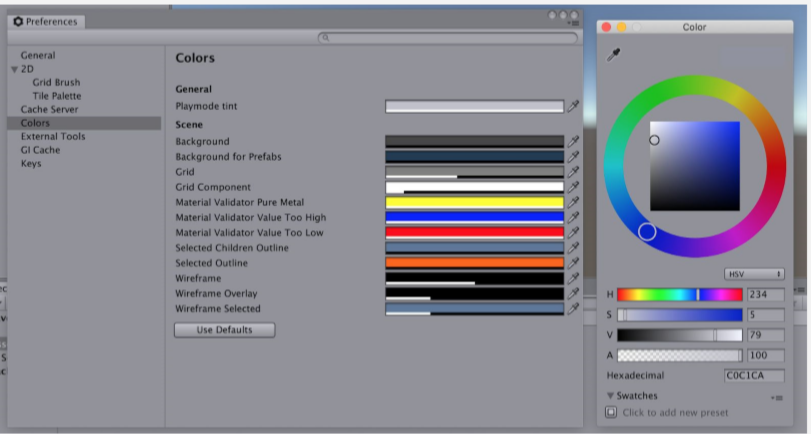 Preferences
General
2D
Grid Brush
Tile Palette
Cache Server
Colors
External Tools
GI Cache
Keys
Colors
General
Playmode tint
Scene
Background
Background for Prefabs
Grid
Grid Component
Material Validator Pure Metal
Material Validator Value Too High
Material Validator Value Too Low
Selected Children Outline
Selected Outline
Wireframe
Wireframe Overlay
Wireframe Selected
Use Defaults
Color
HSV
H 234
S 5
V 79
A 100
Hexadecimal C0C1CA
Swatches
Click to add new preset